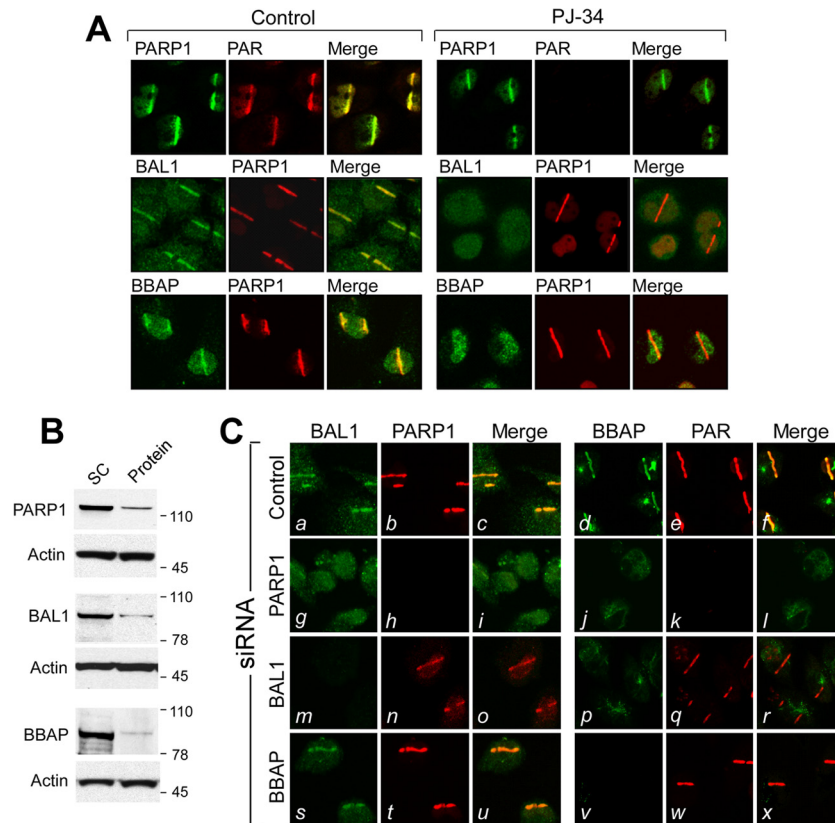 A
Control PJ-34
PARP1 PAR Merge PARP1 PAR Merge
BAL1 PARP1 Merge BAL1 PARP1 Merge
BBAP PARP1 Merge BBAP PARP1 Merge
B
SC Protein
PARP1 - 110
Actin - 45
- 110
BAL1
- 78
Actin - 45
- 110
BBAP
- 78
Actin - 45
C
BAL1 PARP1 Merge BBAP PAR Merge
siRNA
Control
a b c d e f
PARP1
g h i j k l
BAL1
m n o p q r
BBAP
s t u v w x